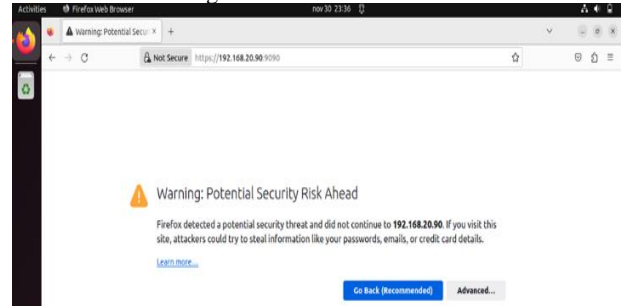 Activities Firefox Web Browser nov 30 23:36
Warning: Potential Secur
Not Secure https://192.168.20.90:9090
Warning: Potential Security Risk Ahead
Firefox detected a potential security threat and did not continue to 192.168.20.90. If you visit this
site, attackers could try to steal information like your passwords, emails, or credit card details.
Learn more...
Go Back (Recommended) Advanced...